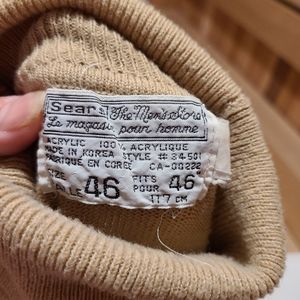 Sears The Men's Store
Le magasin pour homme
ACRYLIC 100% ACRYLIQUE
MADE IN KOREA STYLE # 34501
FABRIQUE EN COREE CA-00228
SIZE 46 FITS 46
TAILLE POUR
117 CM